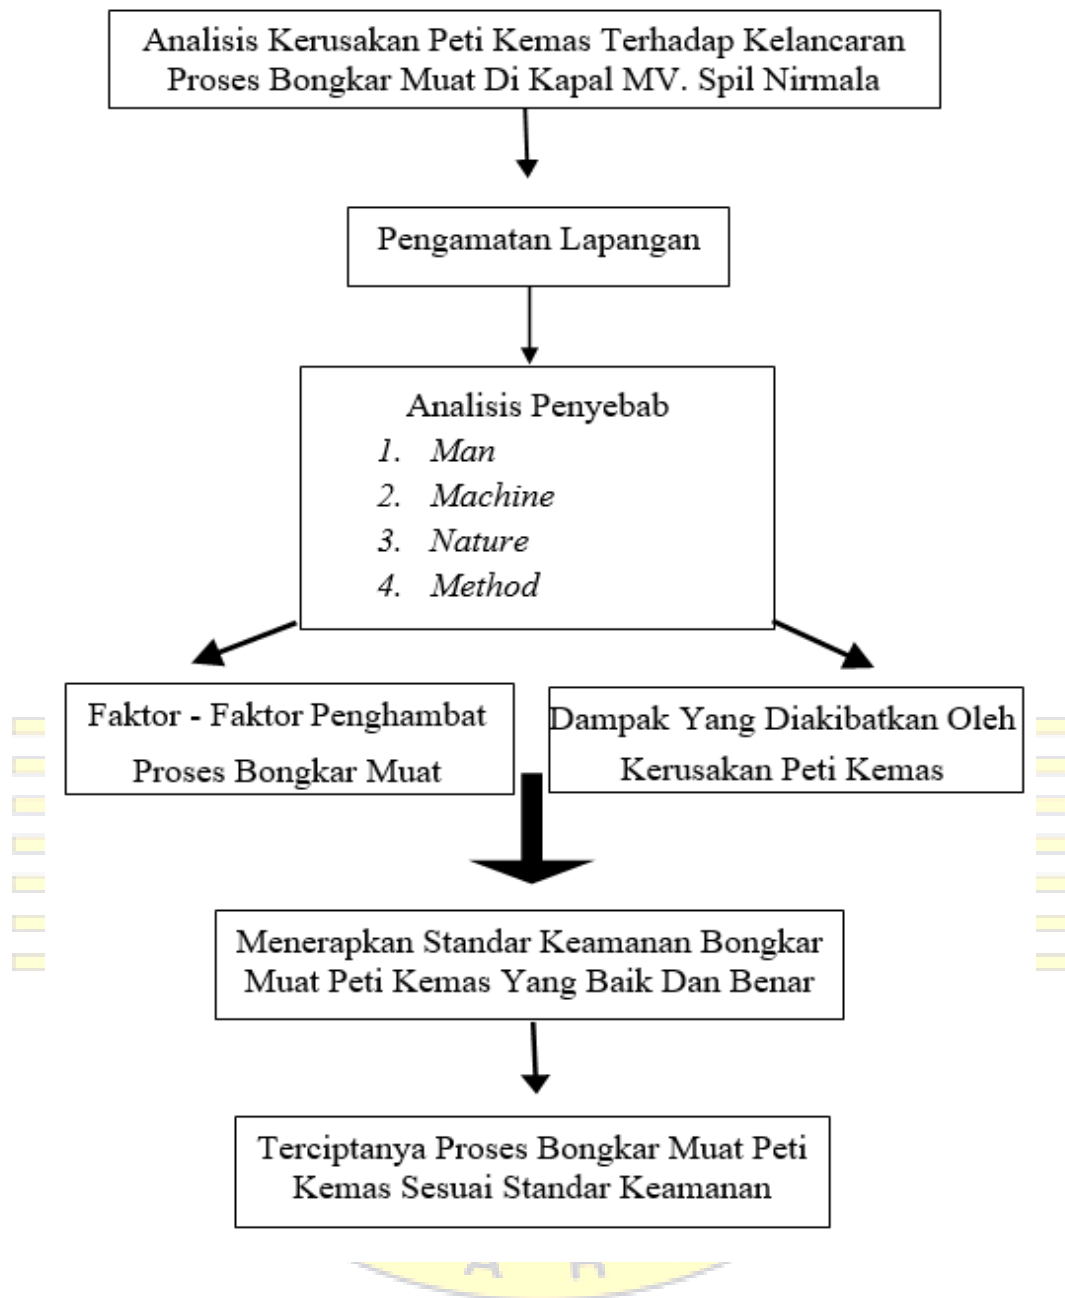 Analisis Kerusakan Peti Kemas Terhadap Kelancaran
Proses Bongkar Muat Di Kapal MV. Spil Nirmala
Pengamatan Lapangan
Analisis Penyebab
1. Man
2. Machine
3. Nature
4. Method
Faktor - Faktor Penghambat
Proses Bongkar Muat
Dampak Yang Diakibatkan Oleh
Kerusakan Peti Kemas
Menerapkan Standar Keamanan Bongkar
Muat Peti Kemas Yang Baik Dan Benar
Terciptanya Proses Bongkar Muat Peti
Kemas Sesuai Standar Keamanan